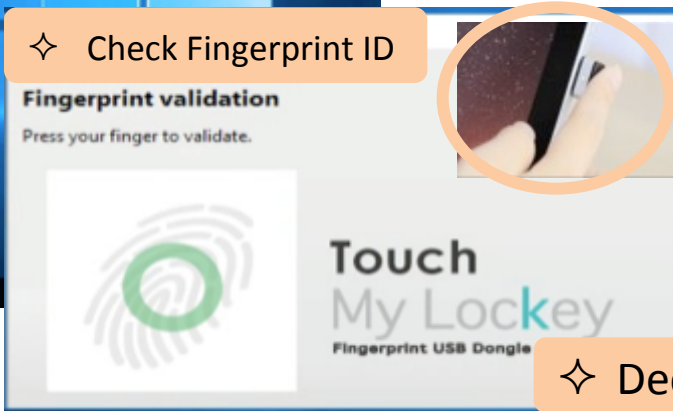 ✧ Check Fingerprint ID
Fingerprint validation
Press your finger to validate.
Touch
My Lockey
Fingerprint USB Dongle
✧